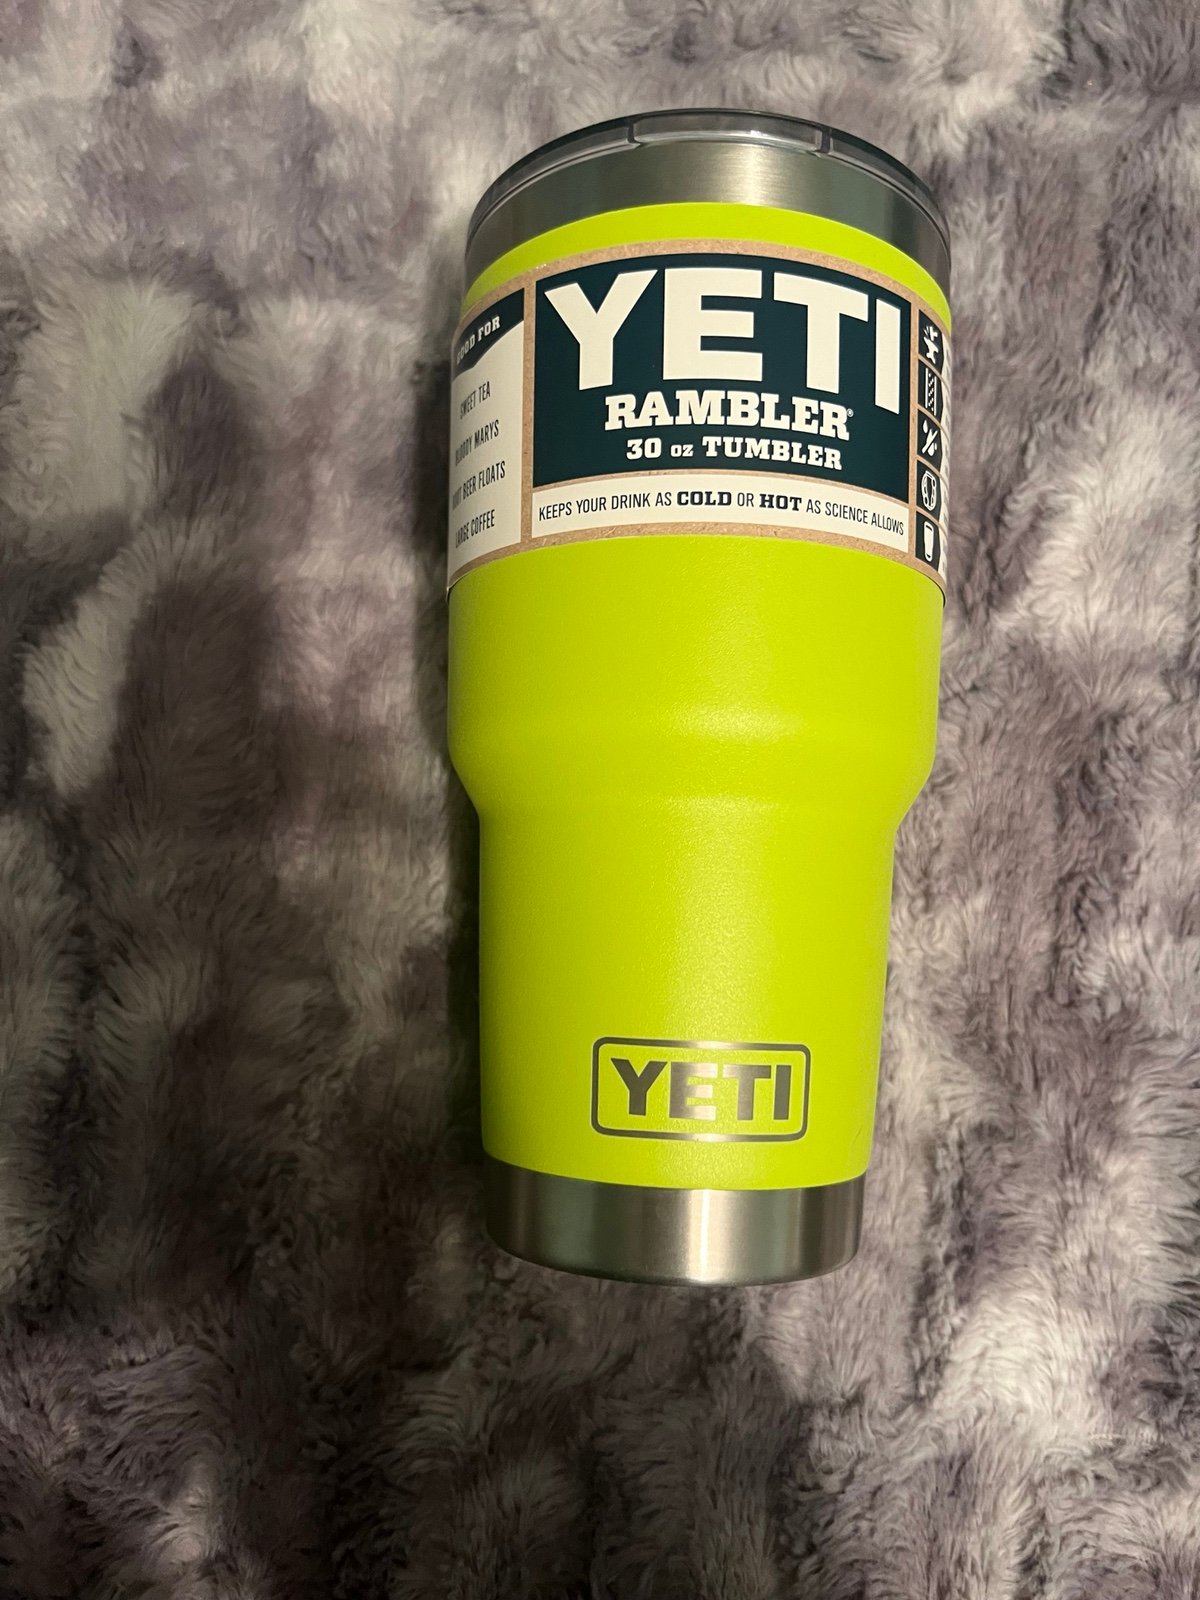 GOOD FOR
SWEET TEA
BLOODY MARYS
ROOT BEER FLOATS
LARGE COFFEE
YETI
RAMBLER®
30 oz TUMBLER
KEEPS YOUR DRINK AS COLD OR HOT AS SCIENCE ALLOWS
YETI